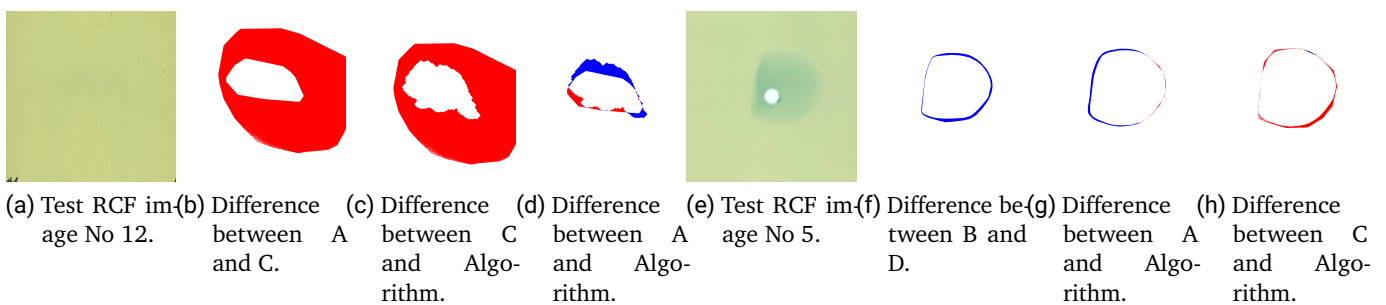 (a) Test RCF im-
age No 12.
(b) Difference
between A
and C.
(c) Difference
between C
and Algo-
rithm.
(d) Difference
between A
and Algo-
rithm.
(e) Test RCF im-
age No 5.
(f) Difference be-
tween B and
D.
(g) Difference
between A
and Algo-
rithm.
(h) Difference
between C
and Algo-
rithm.